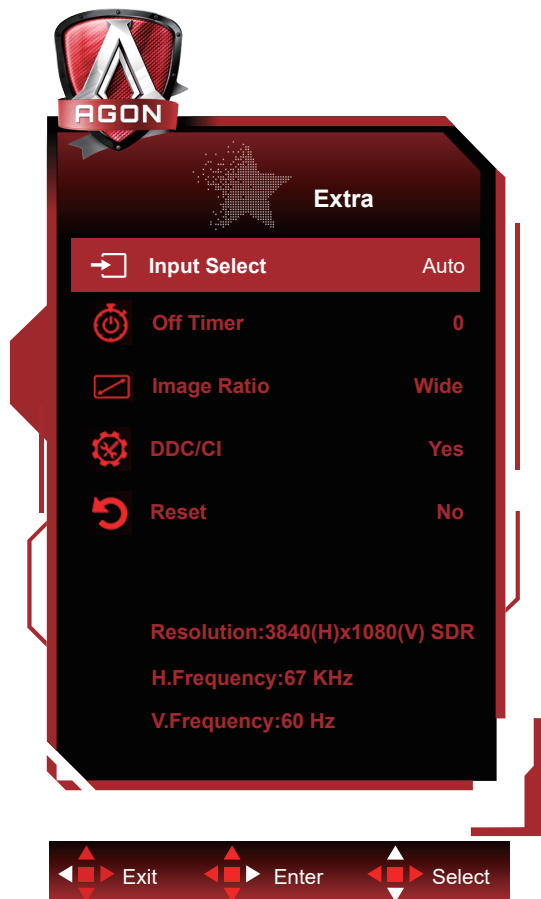 AGON
Extra
Input Select Auto
Off Timer 0
Image Ratio Wide
DDC/CI Yes
Reset No
Resolution:3840(H)x1080(V) SDR
H.Frequency:67 KHz
V.Frequency:60 Hz
Exit Enter Select